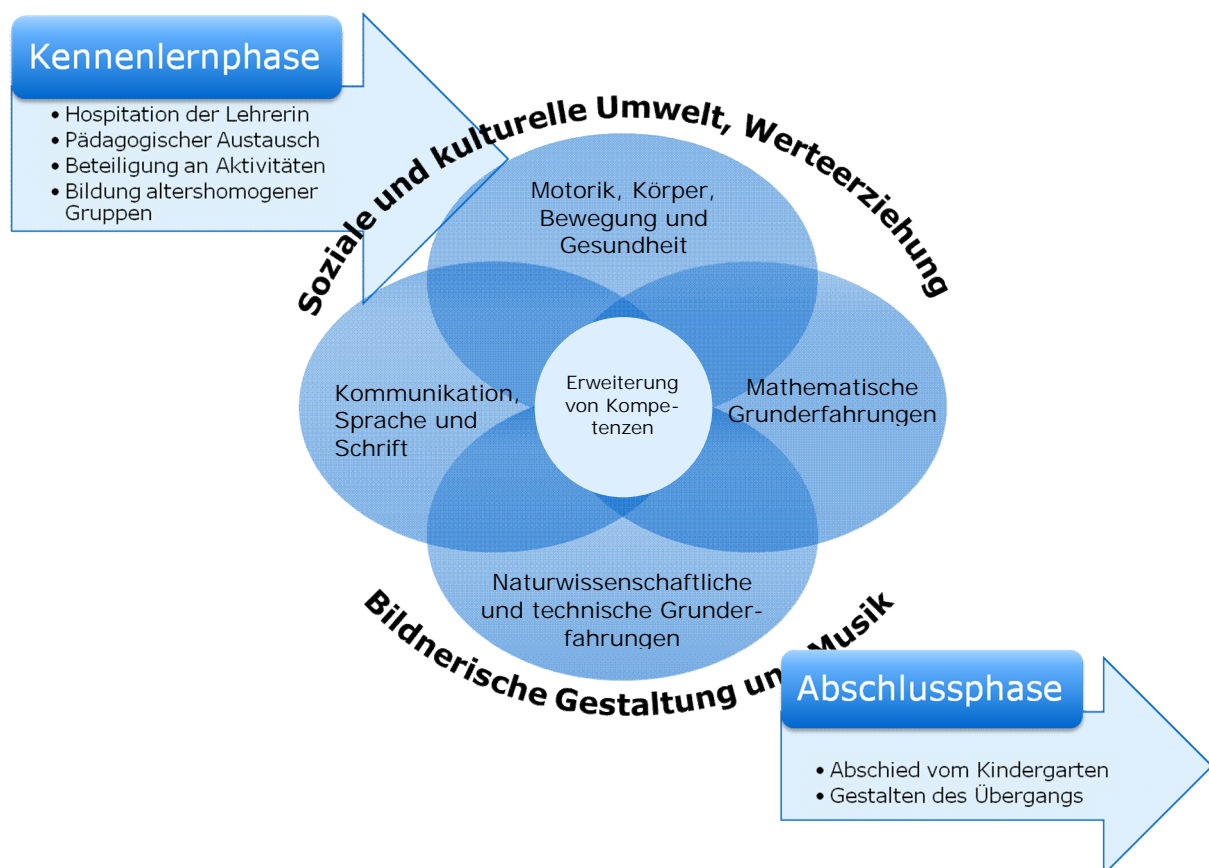 Kennenlernphase
• Hospitation der Lehrerin
• Pädagogischer Austausch
• Beteiligung an Aktivitäten
• Bildung altershomogener
Gruppen
Soziale und kulturelle Umwelt, Werteerziehung
Motorik, Körper,
Bewegung und
Gesundheit
Kommunikation,
Sprache und
Schrift
Erweiterung
von Kompe-
tenzen
Mathematische
Grunderfahrungen
Naturwissenschaftliche
und technische Grunder-
fahrungen
Bildnerische Gestaltung und Musik
Abschlussphase
• Abschied vom Kindergarten
• Gestalten des Übergangs